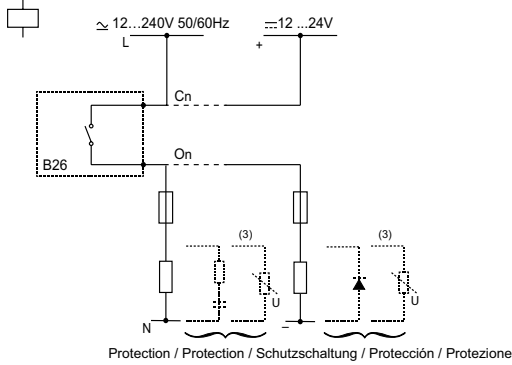 ≃ 12...240V 50/60Hz
⎓12 ...24V
L
+
Cn
On
B26
(3)
(3)
U
U
N
–
Protection / Protection / Schutzschaltung / Protección / Protezione